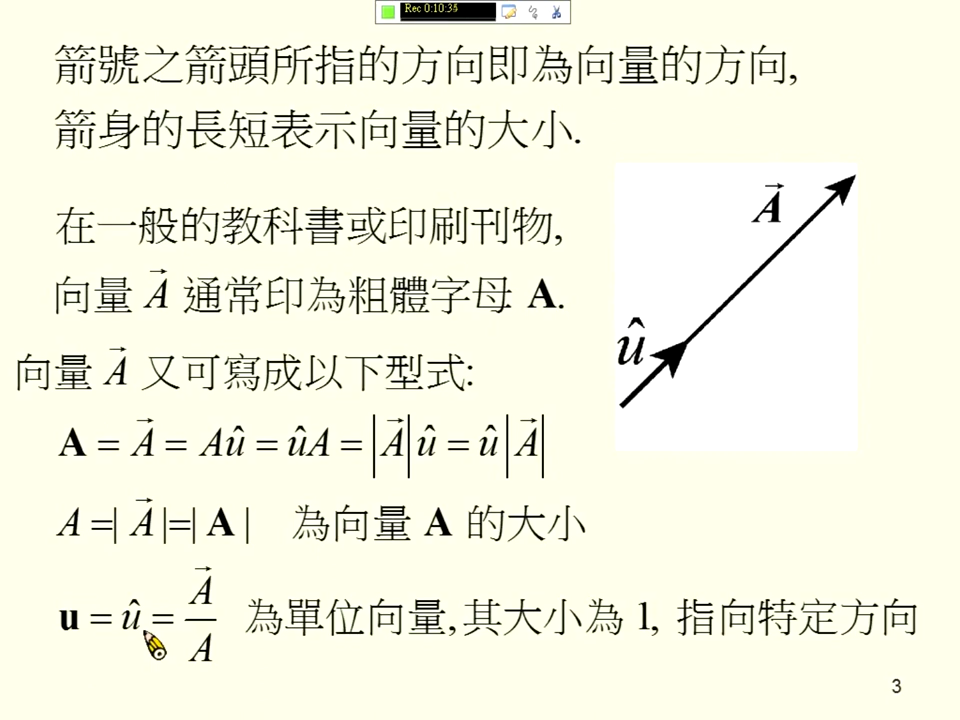 Rec 0:10:34
箭號之箭頭所指的方向即為向量的方向,
箭身的長短表示向量的大小.
在一般的教科書或印刷刊物,
向量 A⃗ 通常印為粗體字母 A.
向量 A⃗ 又可寫成以下型式:
A = A⃗ = Aû = ûA = |A⃗| û = û |A⃗|
A =| A⃗ |=| A | 為向量 A 的大小
u = û = A⃗ / A 為單位向量, 其大小為 1, 指向特定方向
A⃗
û
3